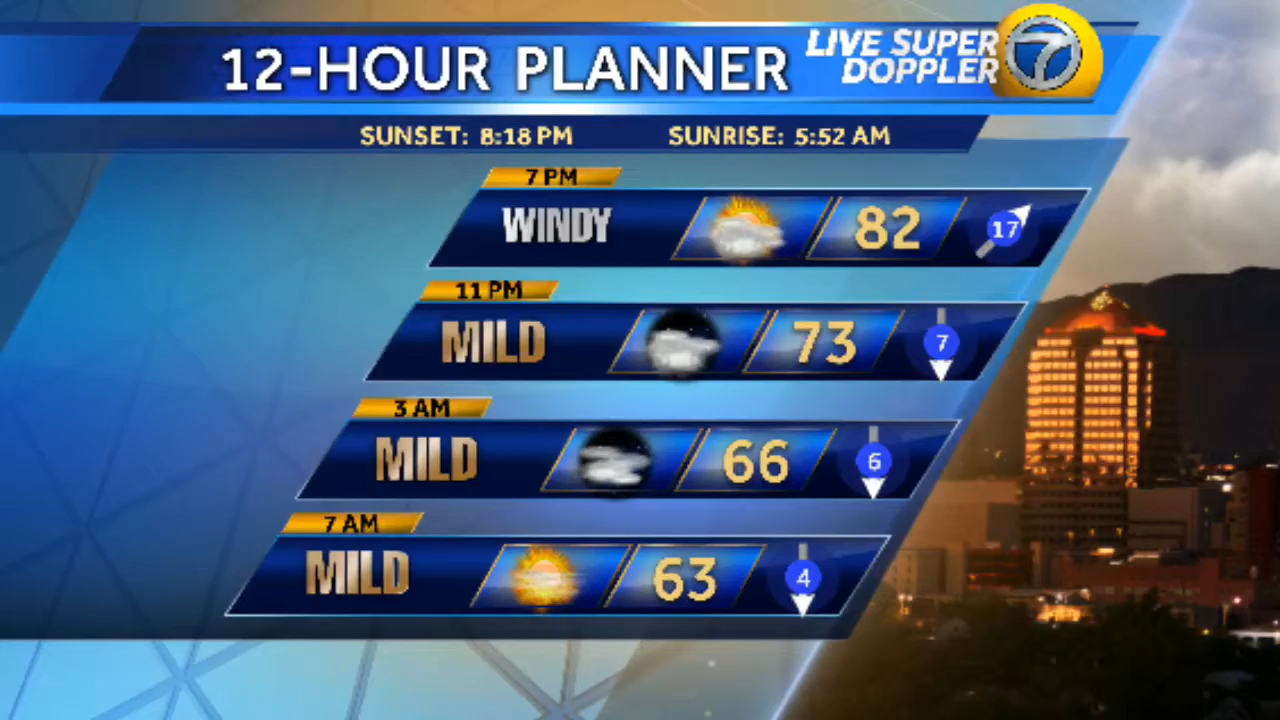 12-HOUR PLANNER
LIVE SUPER
DOPPLER
7
SUNSET: 8:18 PM SUNRISE: 5:52 AM
7 PM
WINDY 82 17
11 PM
MILD 73 7
3 AM
MILD 66 6
7 AM
MILD 63 4